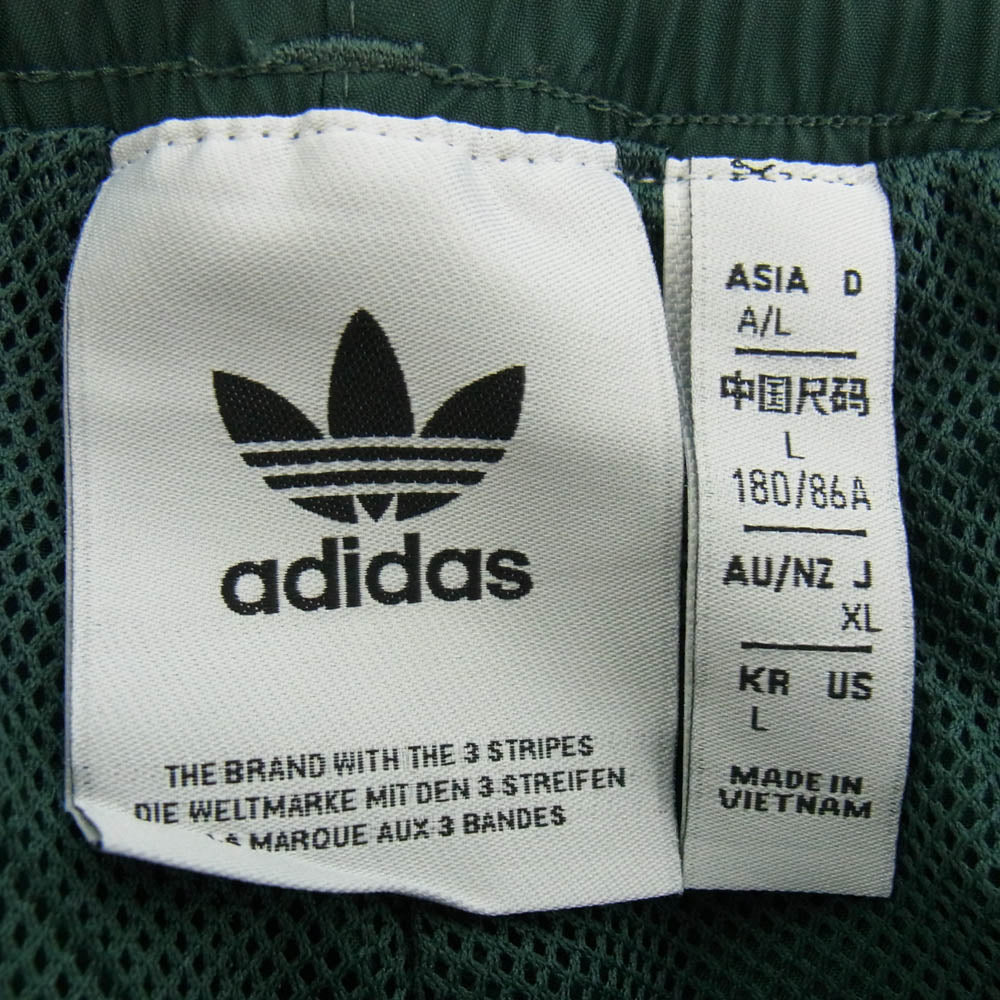 adidas
THE BRAND WITH THE 3 STRIPES
DIE WELTMARKE MIT DEN 3 STREIFEN
MARQUE AUX 3 BANDES
ASIA D
A/L
中国尺码
L
180/86A
AU/NZ J
XL
KR US
L
MADE IN
VIETNAM